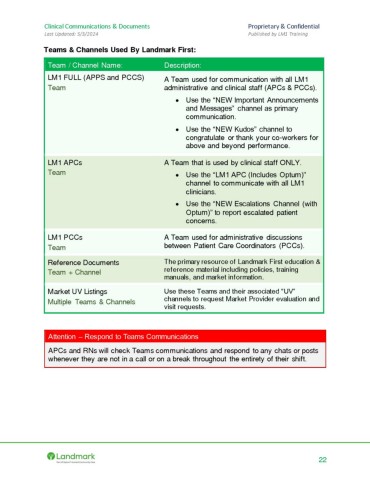 Clinical Communications & Documents Proprietary & Confidential
Last Updated: 5/3/2024 Published by LM1 Training
Teams & Channels Used By Landmark First:
Team / Channel Name: Description:
LM1 FULL (APPS and PCCS)
Team
A Team used for communication with all LM1
administrative and clinical staff (APCs & PCCs).
• Use the "NEW Important Announcements
and Messages" channel as primary
communication.
• Use the "NEW Kudos" channel to
congratulate or thank your co-workers for
above and beyond performance.
LM1 APCs
Team
A Team that is used by clinical staff ONLY.
• Use the "LM1 APC (Includes Optum)"
channel to communicate with all LM1
clinicians.
• Use the "NEW Escalations Channel (with
Optum)" to report escalated patient
concerns.
LM1 PCCs
Team
A Team used for administrative discussions
between Patient Care Coordinators (PCCs).
Reference Documents
Team + Channel
The primary resource of Landmark First education &
reference material including policies, training
manuals, and market information.
Market UV Listings
Multiple Teams & Channels
Use these Teams and their associated "UV"
channels to request Market Provider evaluation and
visit requests.
Attention – Respond to Teams Communications
APCs and RNs will check Teams communications and respond to any chats or posts
whenever they are not in a call or on a break throughout the entirety of their shift.
Landmark
22